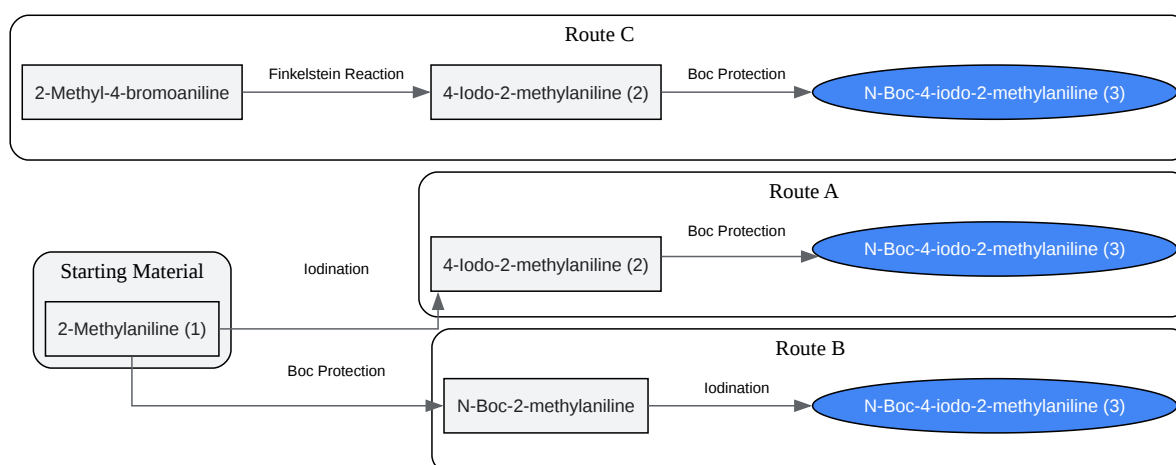 Route C
2-Methyl-4-bromoaniline
Finkelstein Reaction
4-Iodo-2-methylaniline (2)
Boc Protection
N-Boc-4-iodo-2-methylaniline (3)
Route A
4-Iodo-2-methylaniline (2)
Boc Protection
N-Boc-4-iodo-2-methylaniline (3)
Starting Material
2-Methylaniline (1)
Iodination
Boc Protection
Route B
N-Boc-2-methylaniline
Iodination
N-Boc-4-iodo-2-methylaniline (3)